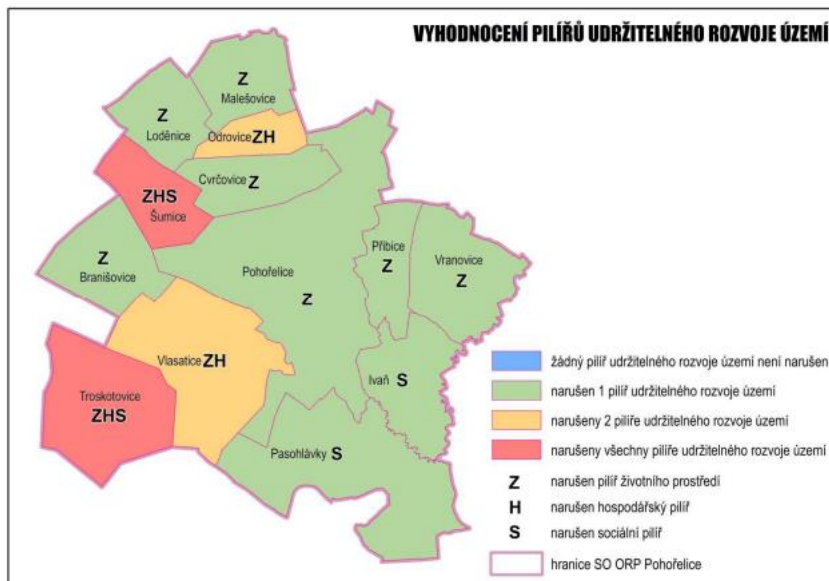 VYHODNOCENÍ PILÍŘŮ UDRŽITELNÉHO ROZVOJE ÚZEMÍ
Z
Malešovice
Z
Loděnice
Odrovice ZH
Cvrčovice Z
ZHS
Šumice
Z
Branišovice
Pohořelice
Z
Přibice
Z
Vranovice
Z
Vlasatice ZH
Ivaň S
Troskotovice
ZHS
Pasohlávky S
žádný pilíř udržitelného rozvoje území není narušen
narušen 1 pilíř udržitelného rozvoje území
narušeny 2 pilíře udržitelného rozvoje území
narušeny všechny pilíře udržitelného rozvoje území
Z narušen pilíř životního prostředí
H narušen hospodářský pilíř
S narušen sociální pilíř
hranice SO ORP Pohořelice